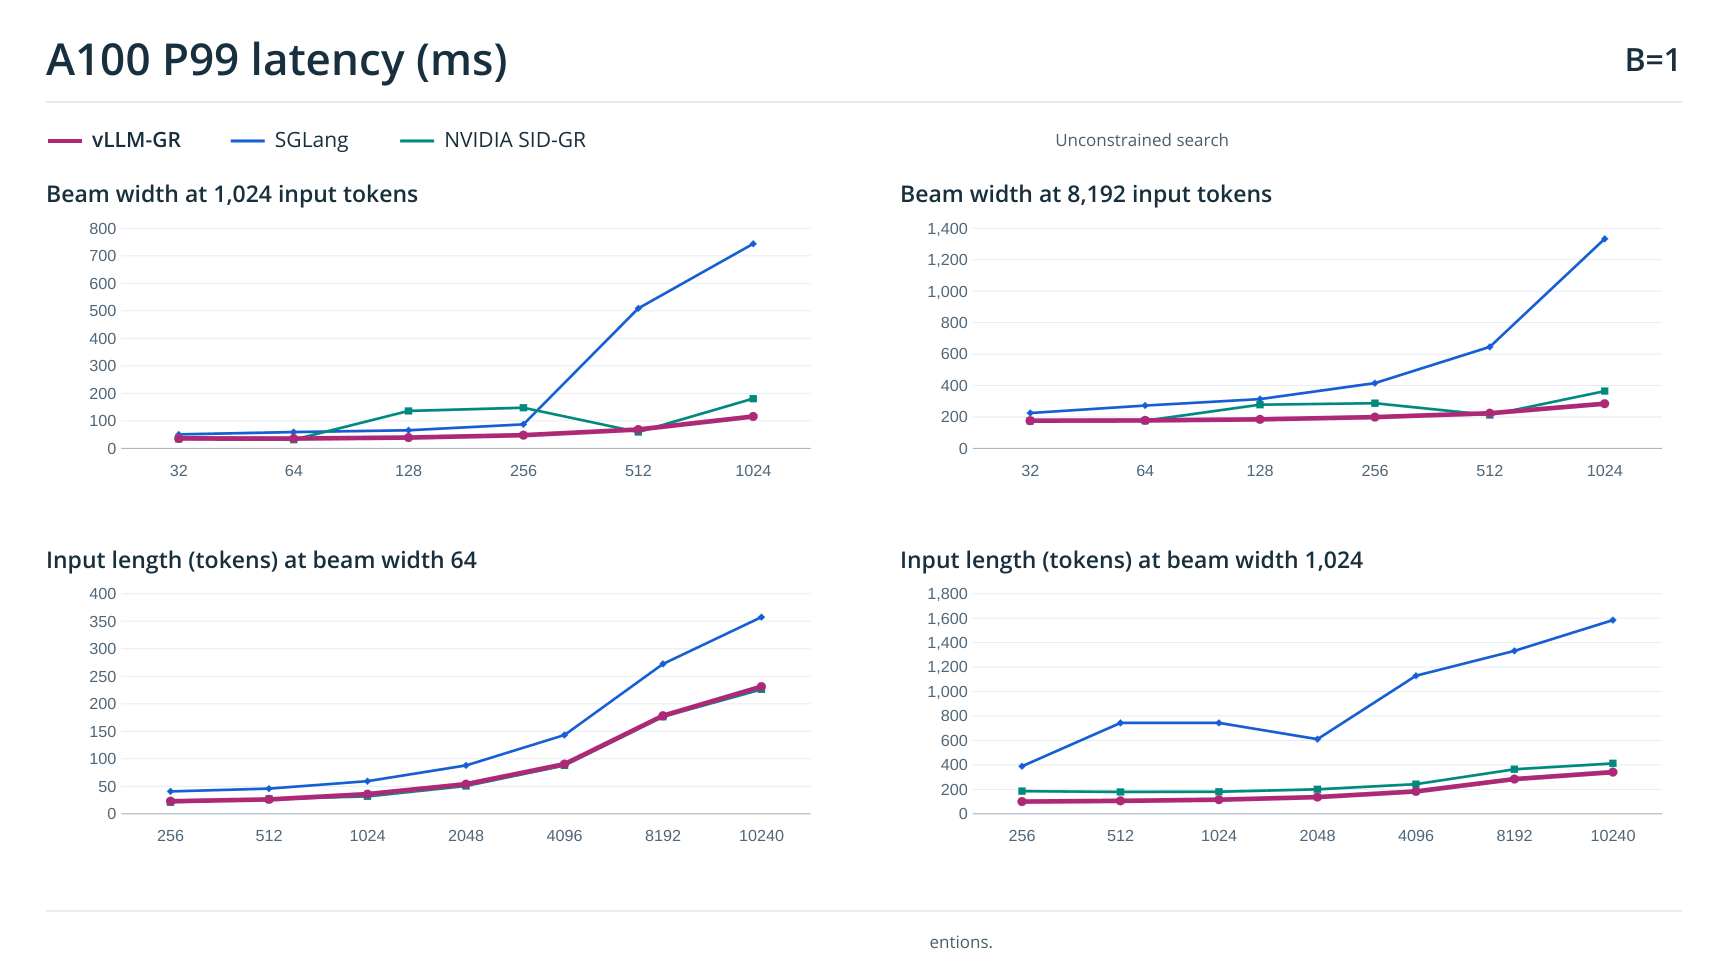 A100 P99 latency (ms)
B=1
vLLM-GR SGLang NVIDIA SID-GR
Unconstrained search
Beam width at 1,024 input tokens
800
700
600
500
400
300
200
100
0
32 64 128 256 512 1024
Beam width at 8,192 input tokens
1,400
1,200
1,000
800
600
400
200
0
32 64 128 256 512 1024
Input length (tokens) at beam width 64
400
350
300
250
200
150
100
50
0
256 512 1024 2048 4096 8192 10240
Input length (tokens) at beam width 1,024
1,800
1,600
1,400
1,200
1,000
800
600
400
200
0
256 512 1024 2048 4096 8192 10240
entions.